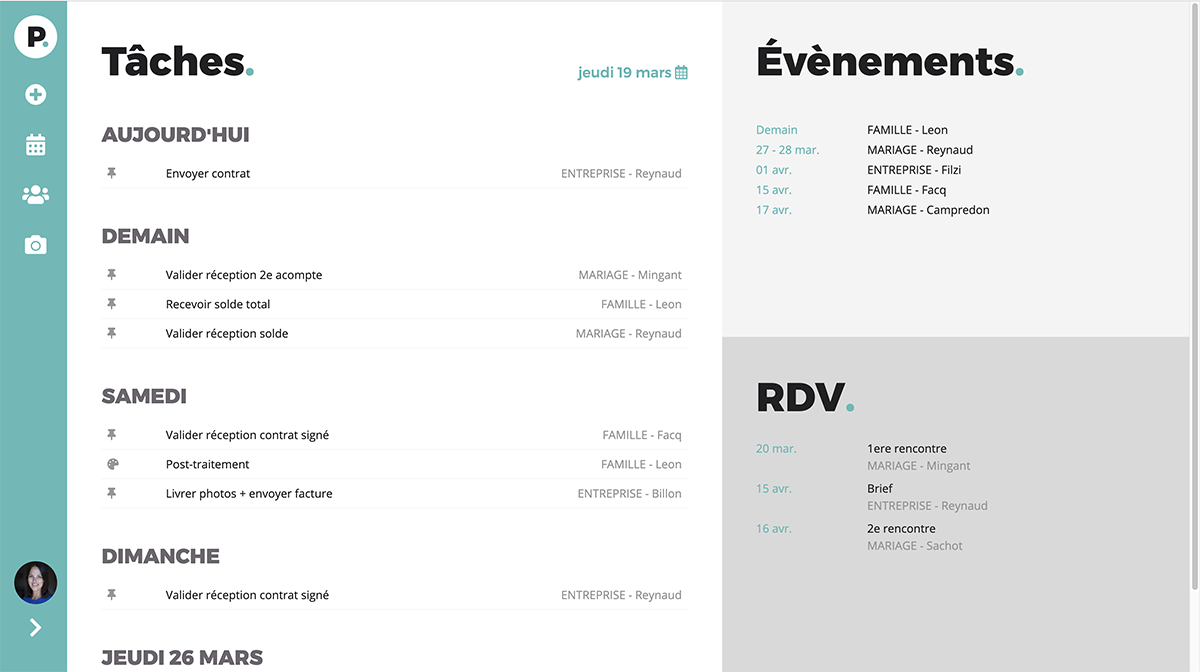 P.
Tâches.
jeudi 19 mars
AUJOURD'HUI
Envoyer contrat ENTREPRISE - Reynaud
DEMAIN
Valider réception 2e acompte MARIAGE - Mingant
Recevoir solde total FAMILLE - Leon
Valider réception solde MARIAGE - Reynaud
SAMEDI
Valider réception contrat signé FAMILLE - Facq
Post-traitement FAMILLE - Leon
Livrer photos + envoyer facture ENTREPRISE - Billon
DIMANCHE
Valider réception contrat signé ENTREPRISE - Reynaud
JEUDI 26 MARS
Évènements.
Demain FAMILLE - Leon
27 - 28 mar. MARIAGE - Reynaud
01 avr. ENTREPRISE - Filzi
15 avr. FAMILLE - Facq
17 avr. MARIAGE - Campredon
RDV.
20 mar. 1ere rencontre
MARIAGE - Mingant
15 avr. Brief
ENTREPRISE - Reynaud
16 avr. 2e rencontre
MARIAGE - Sachot